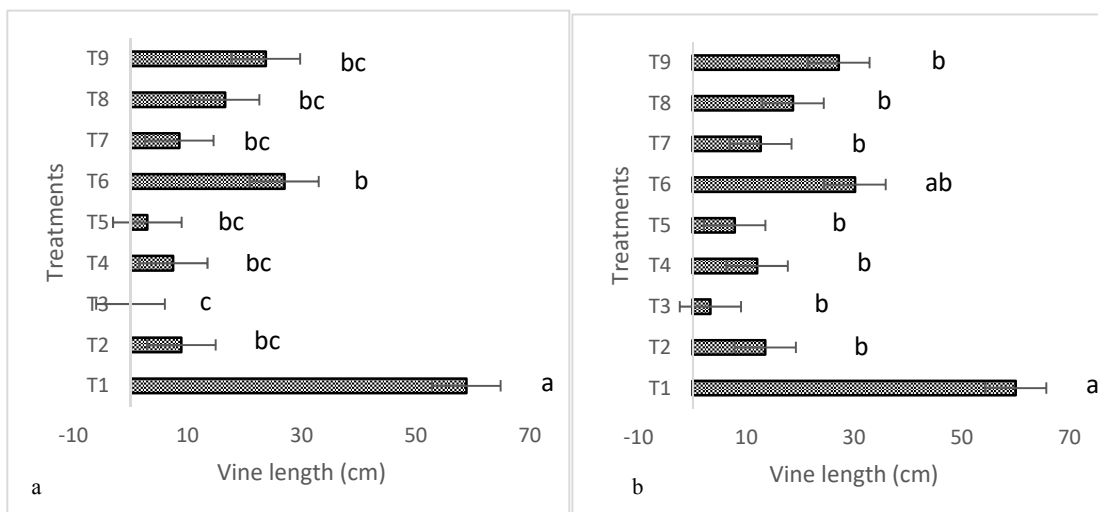 T9 bc
T8 bc
T7 bc
T6 b
T5 bc
T4 bc
T3 c
T2 bc
T1 a
Treatments
-10 10 30 50 70
Vine length (cm)
a
T9 b
T8 b
T7 b
T6 ab
T5 b
T4 b
T3 b
T2 b
T1 a
Treatments
-10 10 30 50 70
Vine length (cm)
b